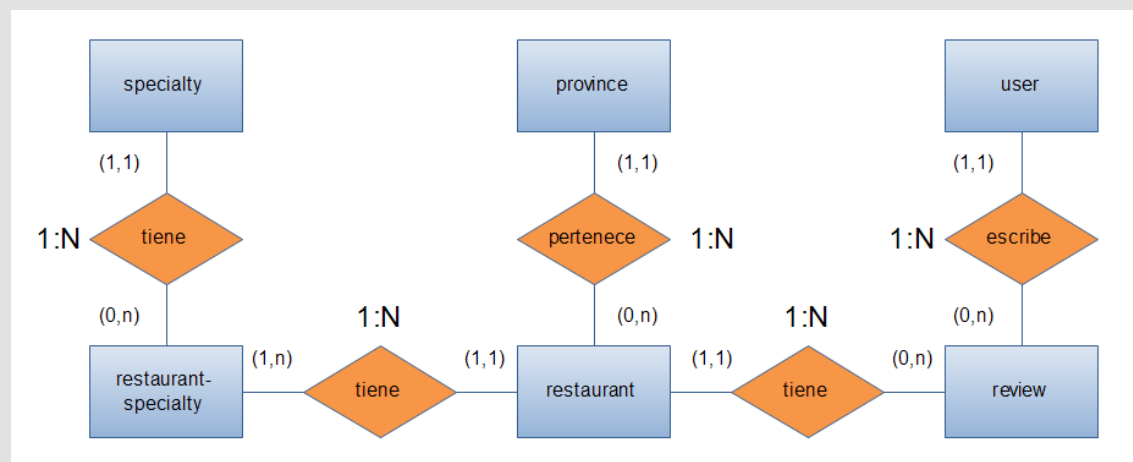 specialty
province
user
(1,1)
(1,1)
(1,1)
1:N
tiene
pertenece
1:N
1:N
escribe
(0,n)
(0,n)
(0,n)
1:N
1:N
restaurant-
specialty
(1,n)
tiene
(1,1)
restaurant
(1,1)
tiene
(0,n)
review